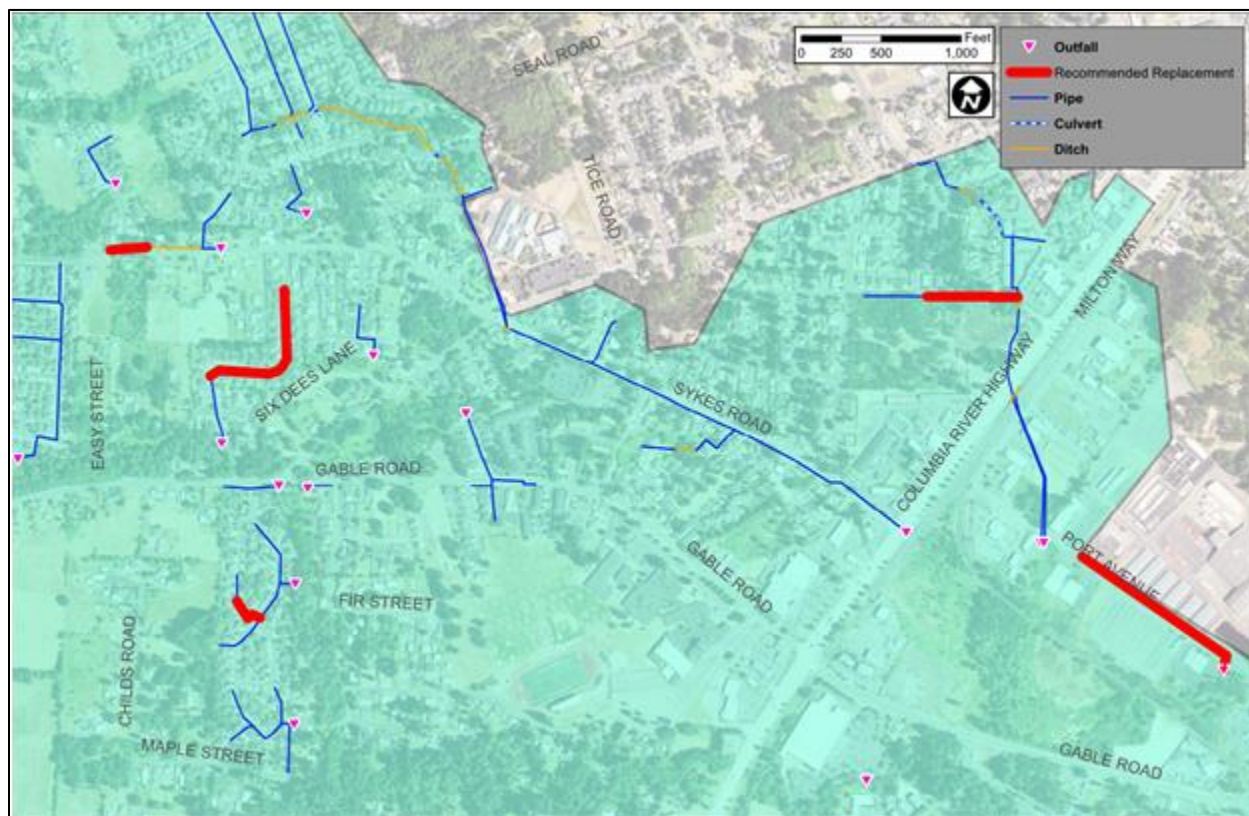 SEAL ROAD
Feet
0 250 500 1,000
N
Outfall
Recommended Replacement
Pipe
Culvert
Ditch
TICE ROAD
MILTON WAY
EASY STREET
SIX DEES LANE
SYKES ROAD
COLUMBIA RIVER HIGHWAY
GABLE ROAD
PORT AVENUE
GABLE ROAD
FIR STREET
CHILDS ROAD
MAPLE STREET
GABLE ROAD